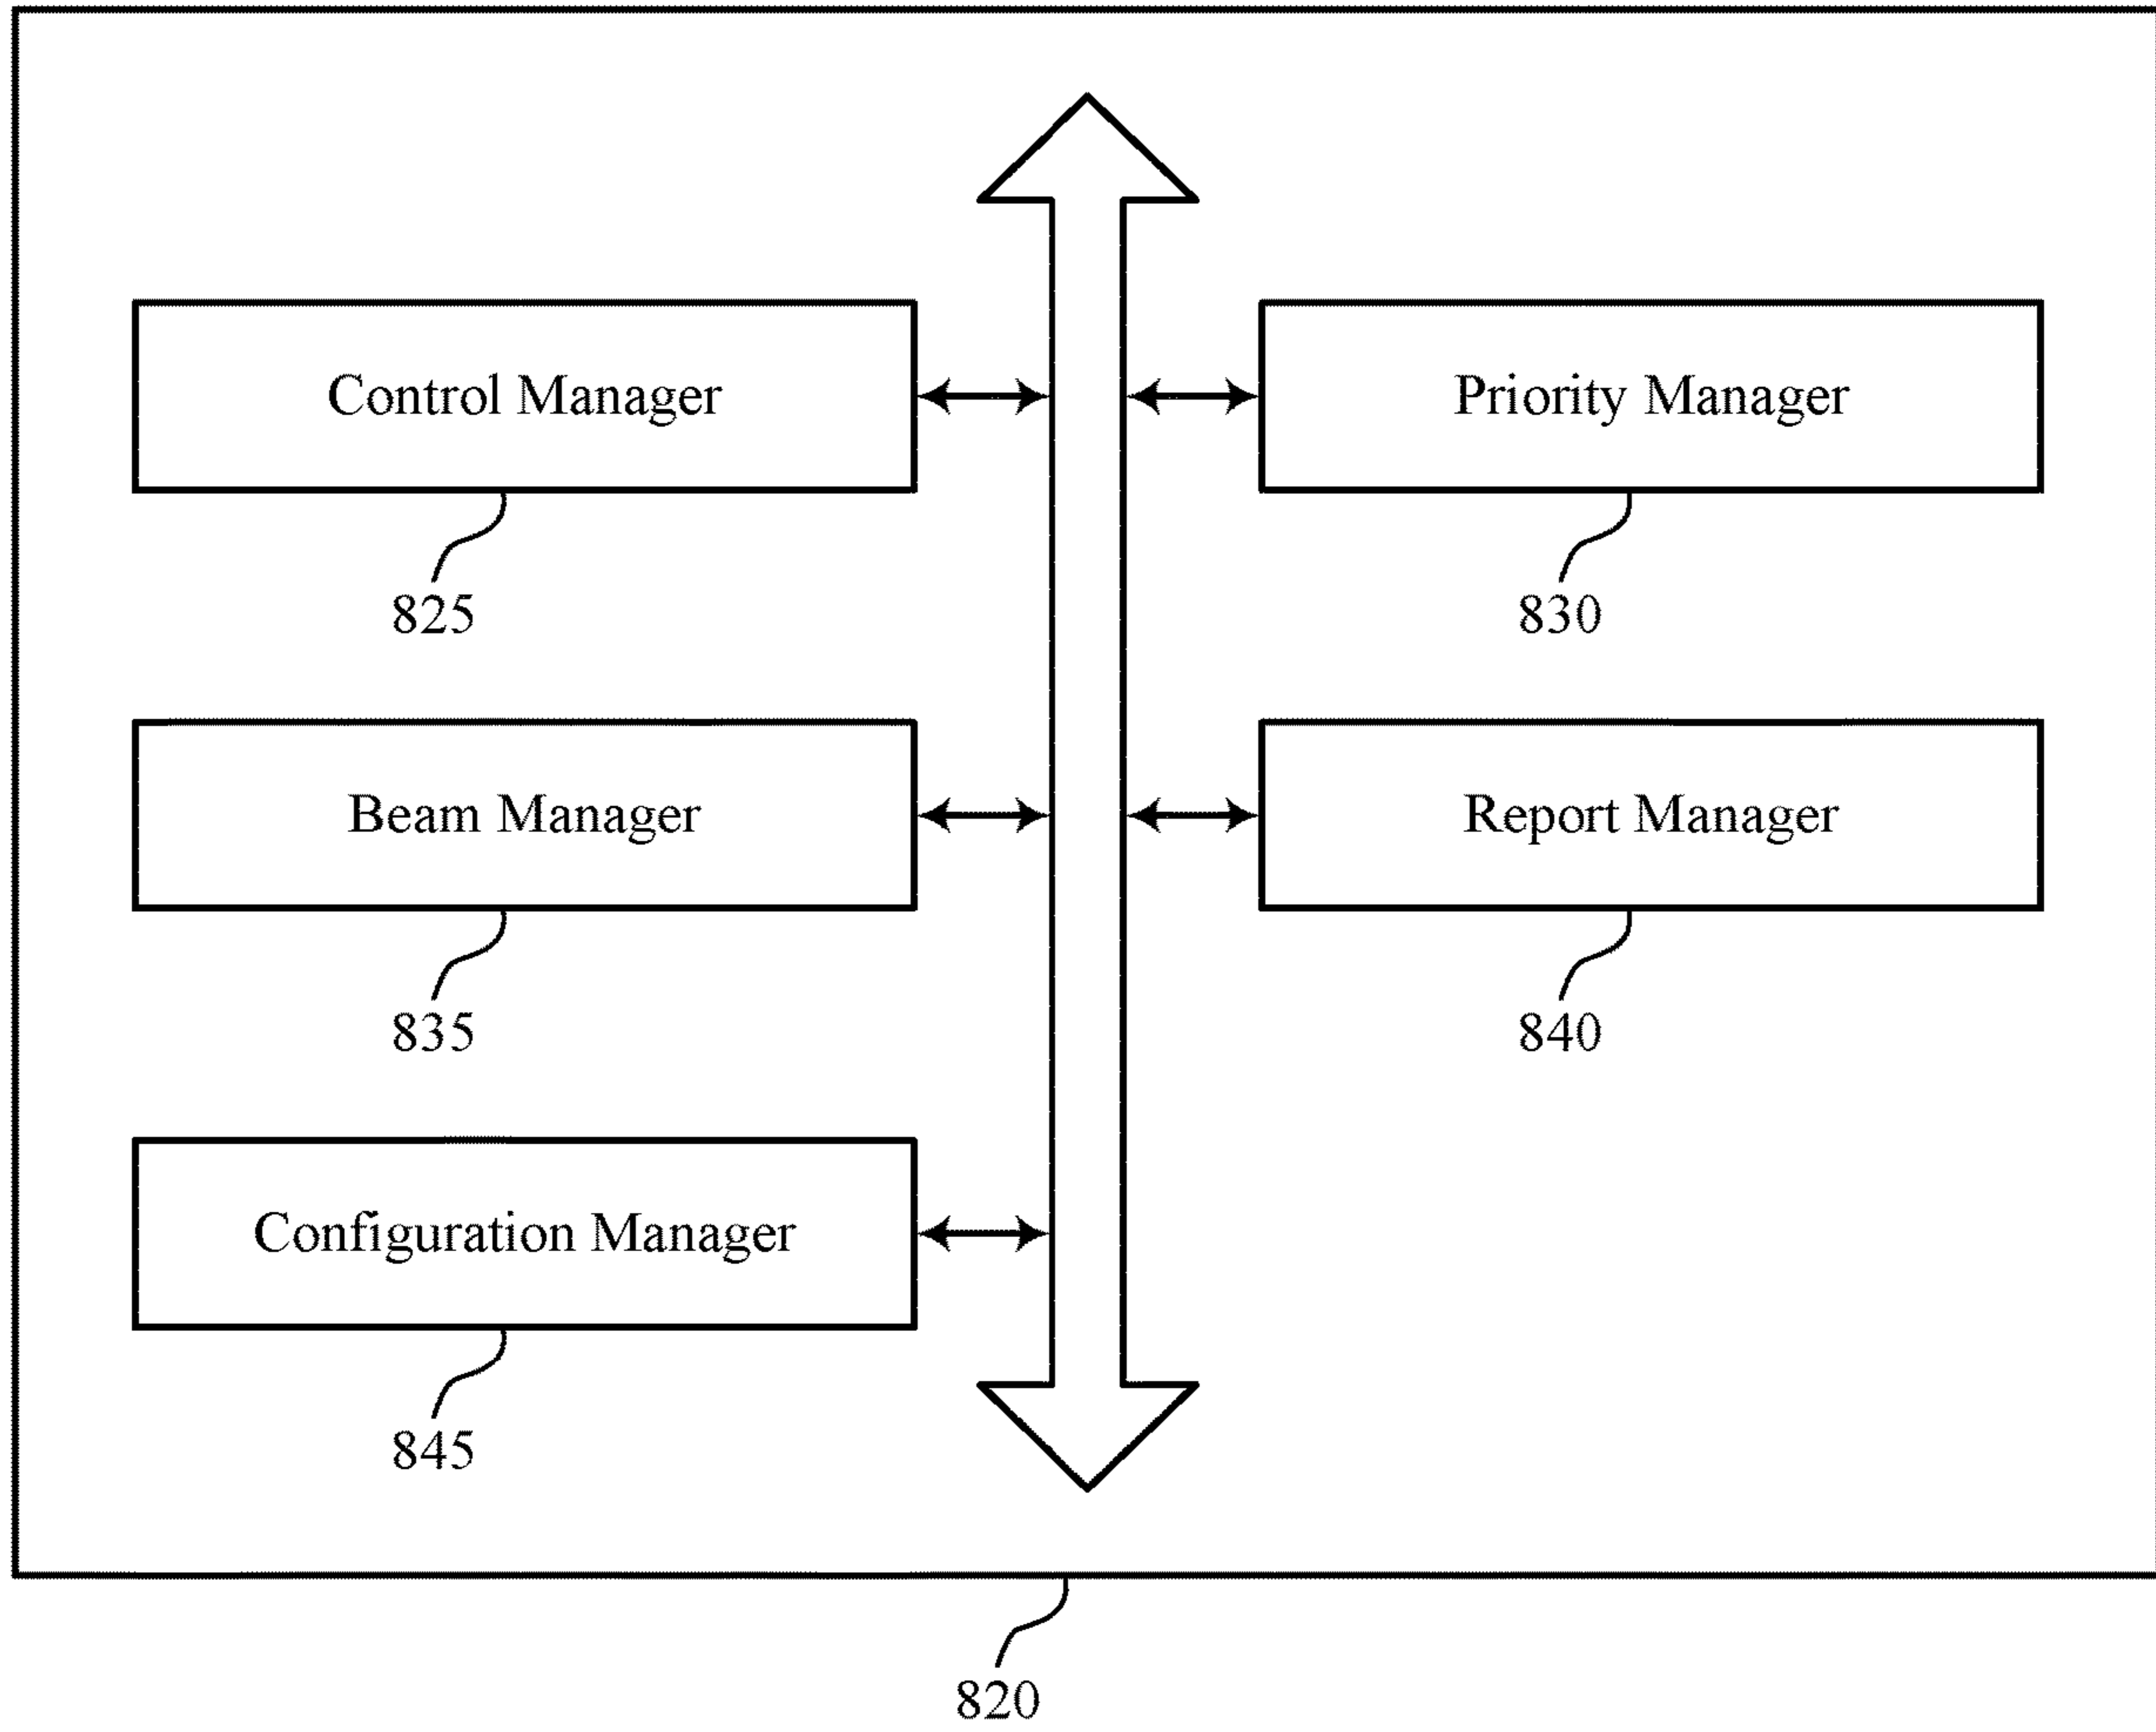 Control Manager
Priority Manager
825
830
Beam Manager
Report Manager
835
840
Configuration Manager
845
820